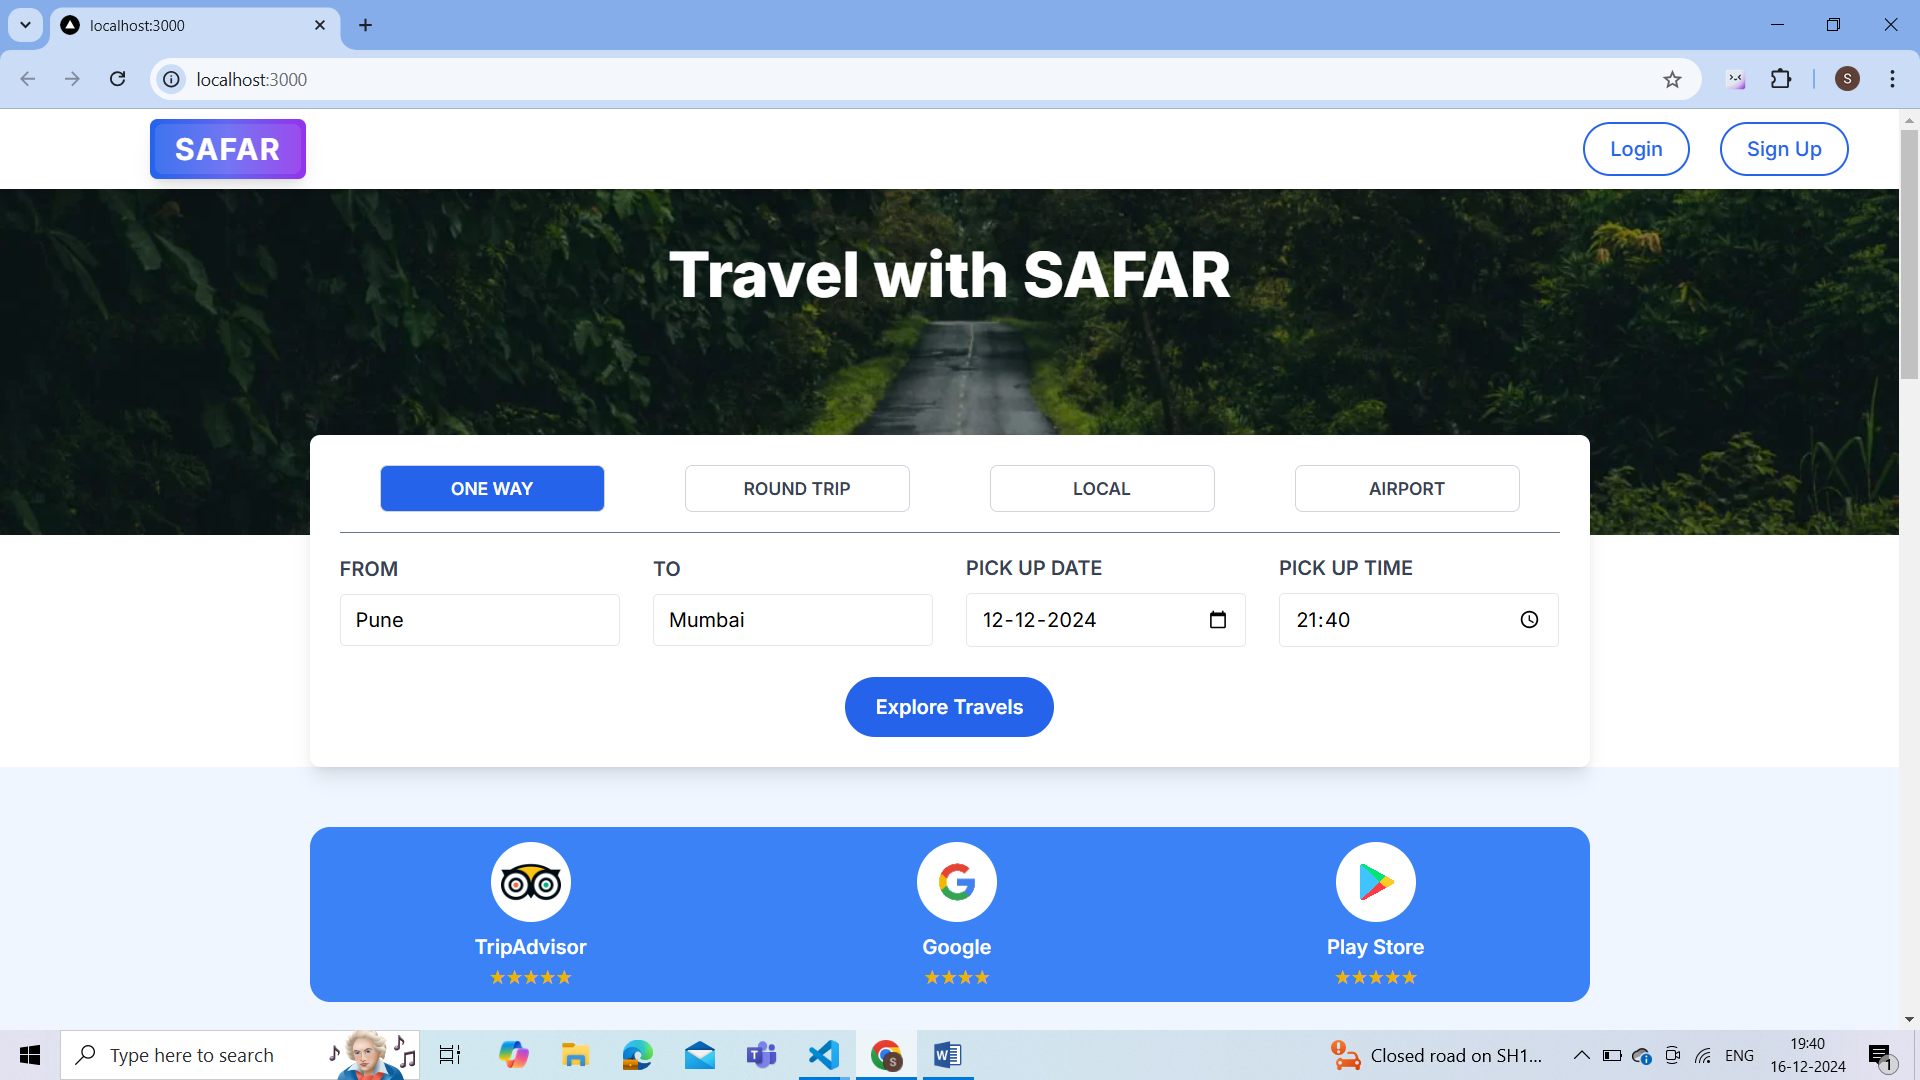 localhost:3000
localhost:3000
S
SAFAR
Login
Sign Up
Travel with SAFAR
ONE WAY
ROUND TRIP
LOCAL
AIRPORT
FROM
TO
PICK UP DATE
PICK UP TIME
Pune
Mumbai
12-12-2024
21:40
Explore Travels
TripAdvisor
Google
Play Store
★★★★★
★★★★
★★★★★
Type here to search
Closed road on SH1...
ENG
19:40
16-12-2024
1